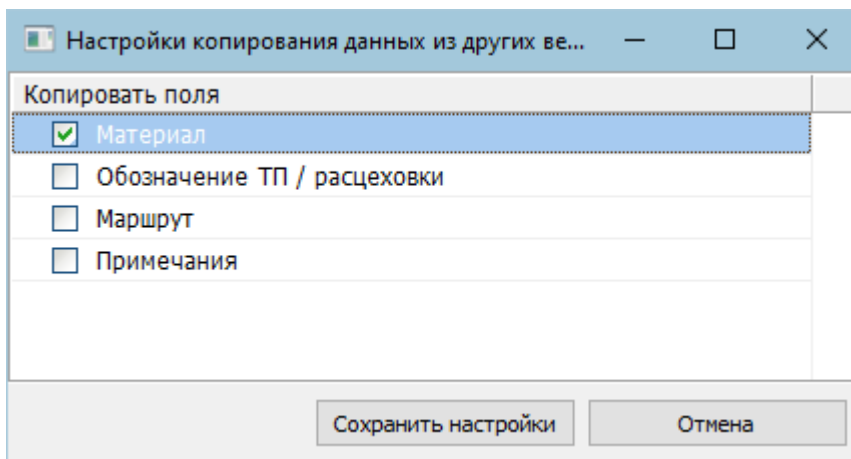 Настройки копирования данных из других ве...
Копировать поля
Материал
Обозначение ТП / расцеховки
Маршрут
Примечания
Сохранить настройки Отмена